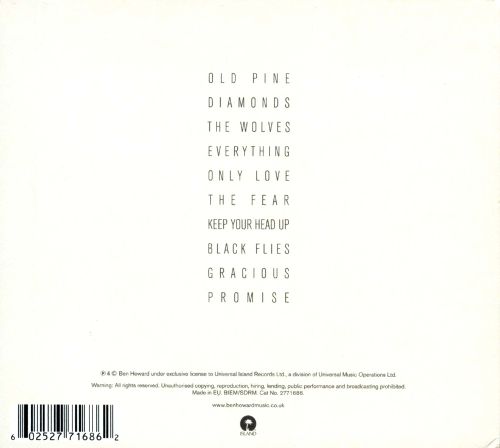 OLD PINE
DIAMONDS
THE WOLVES
EVERYTHING
ONLY LOVE
THE FEAR
KEEP YOUR HEAD UP
BLACK FLIES
GRACIOUS
PROMISE
℗ & © Ben Howard under exclusive license to Universal Island Records Ltd., a division of Universal Music Operations Ltd.
Warning: All rights reserved. Unauthorised copying, reproduction, hiring, lending, public performance and broadcasting prohibited.
Made in EU. BIEM/SDRM. Cat No. 2771686.
www.benhowardmusic.co.uk
ISLAND
6 02527 71686 2